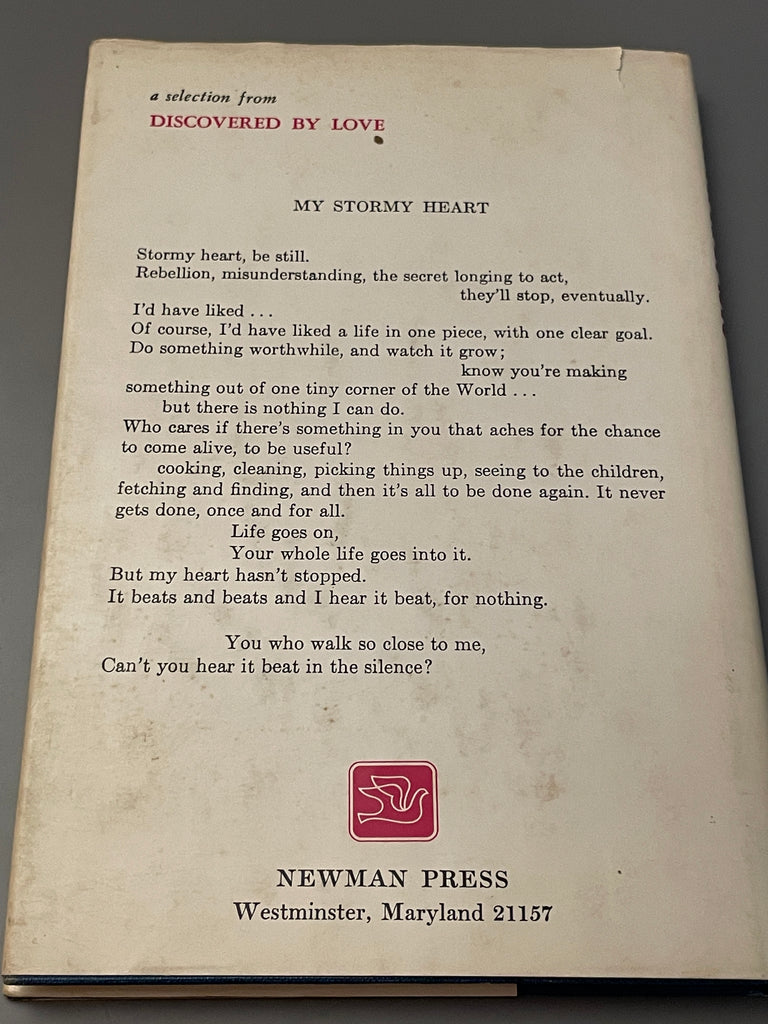 a selection from
DISCOVERED BY LOVE
MY STORMY HEART
Stormy heart, be still.
Rebellion, misunderstanding, the secret longing to act,
they'll stop, eventually.
I'd have liked ...
Of course, I'd have liked a life in one piece, with one clear goal.
Do something worthwhile, and watch it grow;
know you're making
something out of one tiny corner of the World ...
but there is nothing I can do.
Who cares if there's something in you that aches for the chance
to come alive, to be useful?
cooking, cleaning, picking things up, seeing to the children,
fetching and finding, and then it's all to be done again. It never
gets done, once and for all.
Life goes on,
Your whole life goes into it.
But my heart hasn't stopped.
It beats and beats and I hear it beat, for nothing.
You who walk so close to me,
Can't you hear it beat in the silence?
NEWMAN PRESS
Westminster, Maryland 21157